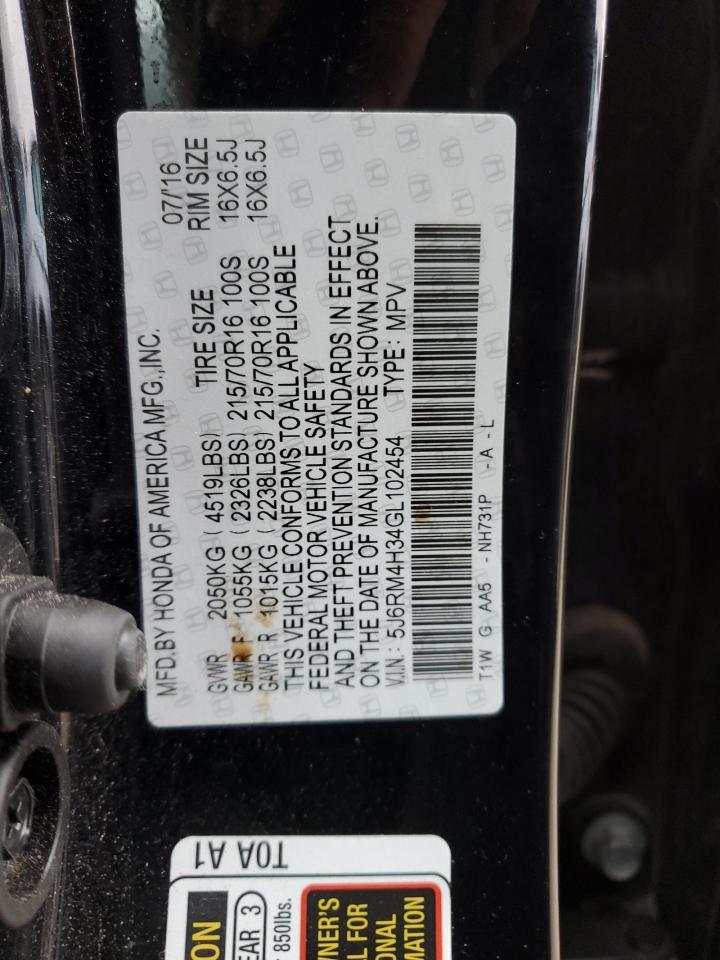 MFD.BY HONDA OF AMERICA MFG.,INC. 07/16
GVWR 2050KG ( 4519LBS) TIRE SIZE RIM SIZE
GAWR F 1055KG ( 2326LBS) 215/70R16 100S 16X6.5J
GAWR R 1015KG ( 2238LBS) 215/70R16 100S 16X6.5J
THIS VEHICLE CONFORMS TO ALL APPLICABLE
FEDERAL MOTOR VEHICLE SAFETY
AND THEFT PREVENTION STANDARDS IN EFFECT
ON THE DATE OF MANUFACTURE SHOWN ABOVE.
V.I.N.: 5J6RM4H34GL102454 TYPE: MPV
T1W G AA5 - NH731P - A - L
T0A A1
ON
EAR 3
850lbs.
NER'S
L FOR
ONAL
MATION